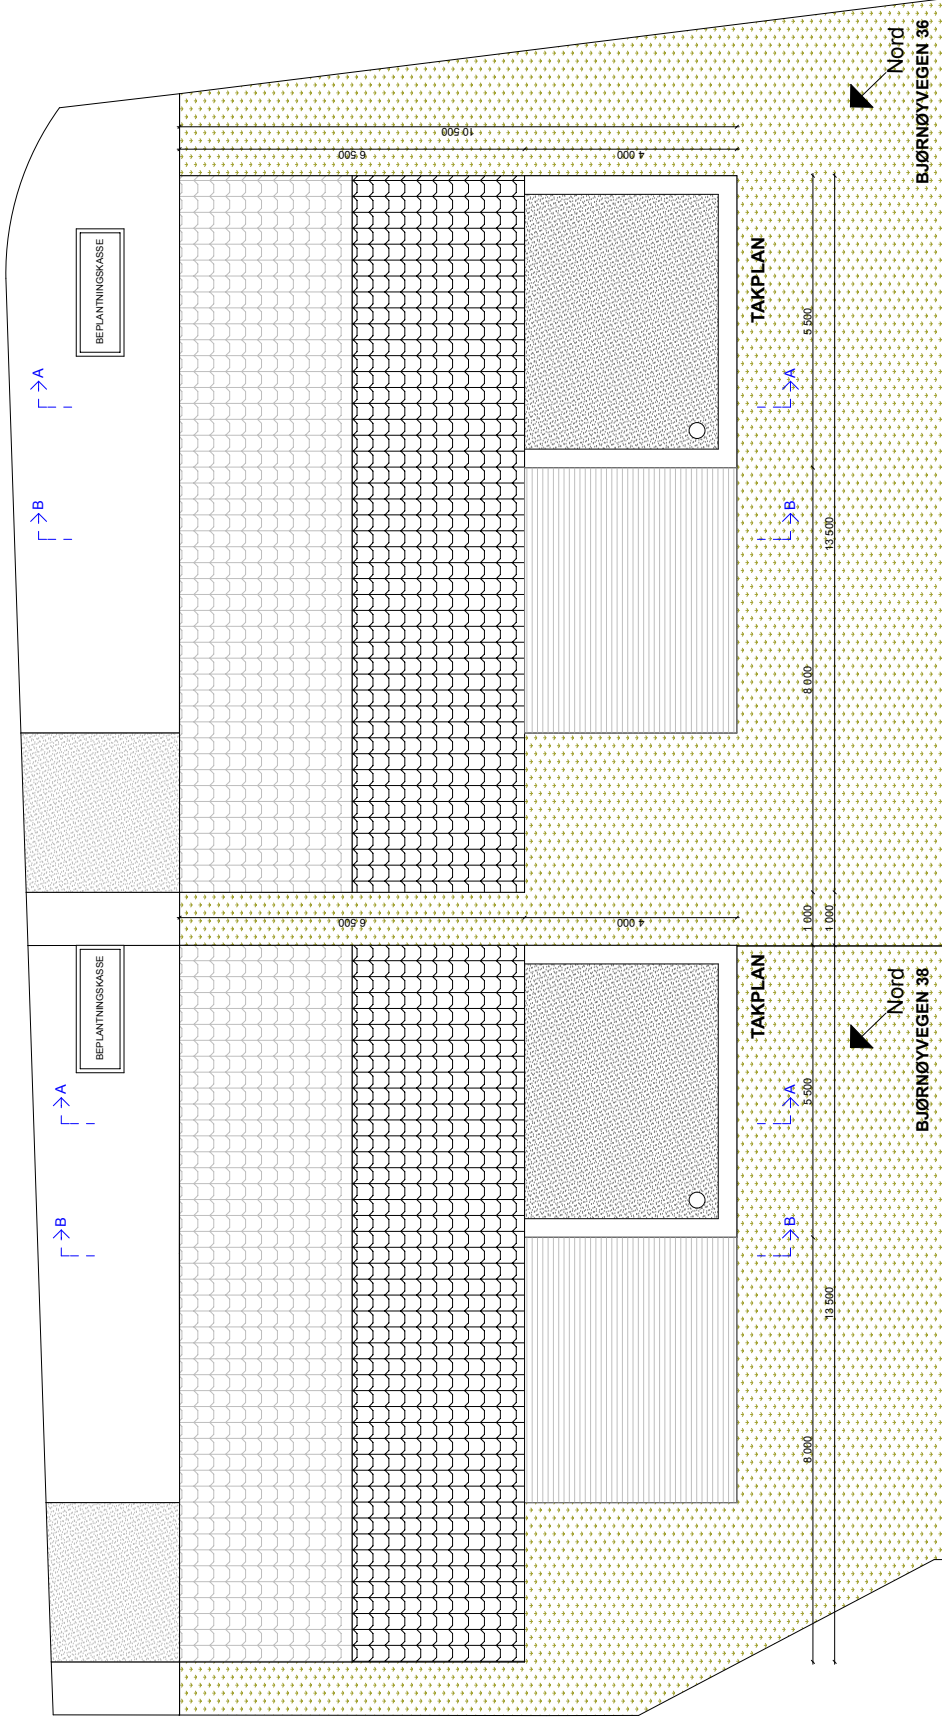 BEPLANTNINGSKASSE
A
B
10 500
6 500
4 000
TAKPLAN
A
B
5 500
8 000
13 500
Nord
BJØRNØYVEGEN 36
BEPLANTNINGSKASSE
A
B
6 500
4 000
1 000
1 000
TAKPLAN
A
B
5 500
8 000
13 500
Nord
BJØRNØYVEGEN 38